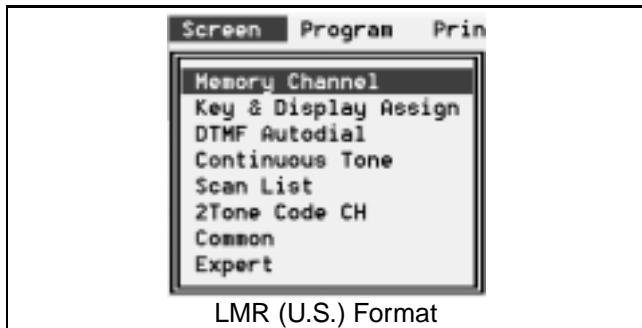 Screen Program Prin
Memory Channel
Key & Display Assign
DTMF Autodial
Continuous Tone
Scan List
2Tone Code CH
Common
Expert
LMR (U.S.) Format